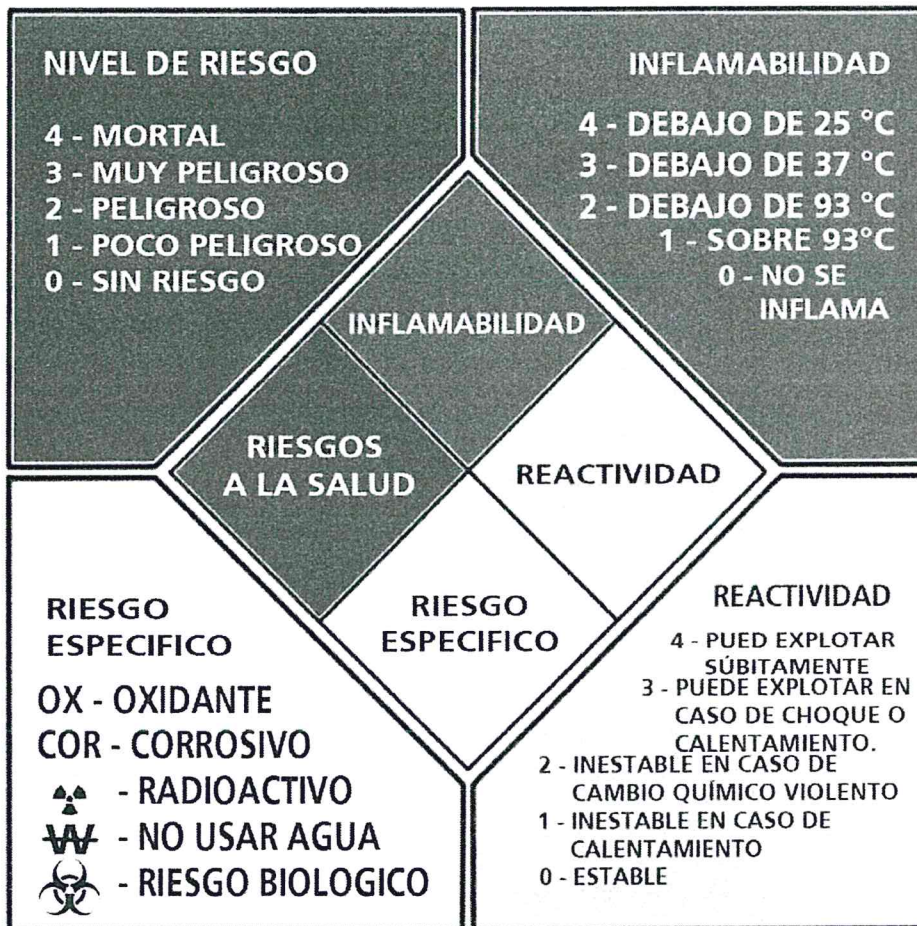 NIVEL DE RIESGO
4 - MORTAL
3 - MUY PELIGROSO
2 - PELIGROSO
1 - POCO PELIGROSO
0 - SIN RIESGO
INFLAMABILIDAD
4 - DEBAJO DE 25 °C
3 - DEBAJO DE 37 °C
2 - DEBAJO DE 93 °C
1 - SOBRE 93°C
0 - NO SE
INFLAMA
INFLAMABILIDAD
RIESGOS
A LA SALUD
REACTIVIDAD
RIESGO
ESPECIFICO
RIESGO
ESPECIFICO
OX - OXIDANTE
COR - CORROSIVO
- RADIOACTIVO
W - NO USAR AGUA
- RIESGO BIOLOGICO
REACTIVIDAD
4 - PUED EXPLOTAR
SÚBITAMENTE
3 - PUEDE EXPLOTAR EN
CASO DE CHOQUE O
CALENTAMIENTO.
2 - INESTABLE EN CASO DE
CAMBIO QUÍMICO VIOLENTO
1 - INESTABLE EN CASO DE
CALENTAMIENTO
0 - ESTABLE